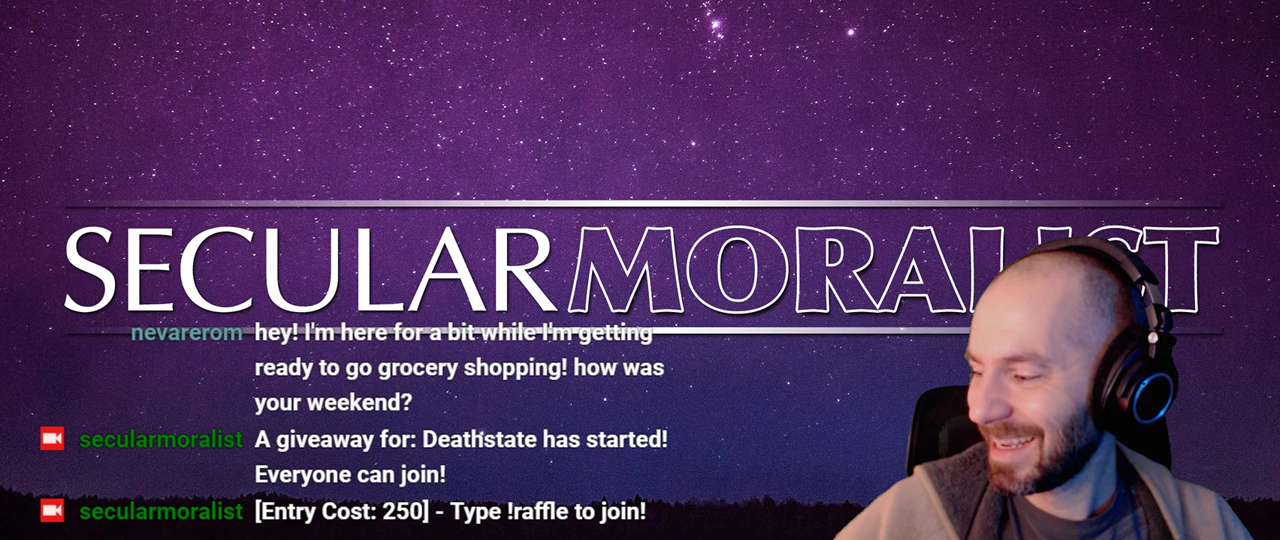 SECULARMORALIST
nevarerom hey! I'm here for a bit while I'm getting
ready to go grocery shopping! how was
your weekend?
secularmoralist A giveaway for: Deathstate has started!
Everyone can join!
secularmoralist [Entry Cost: 250] - Type !raffle to join!